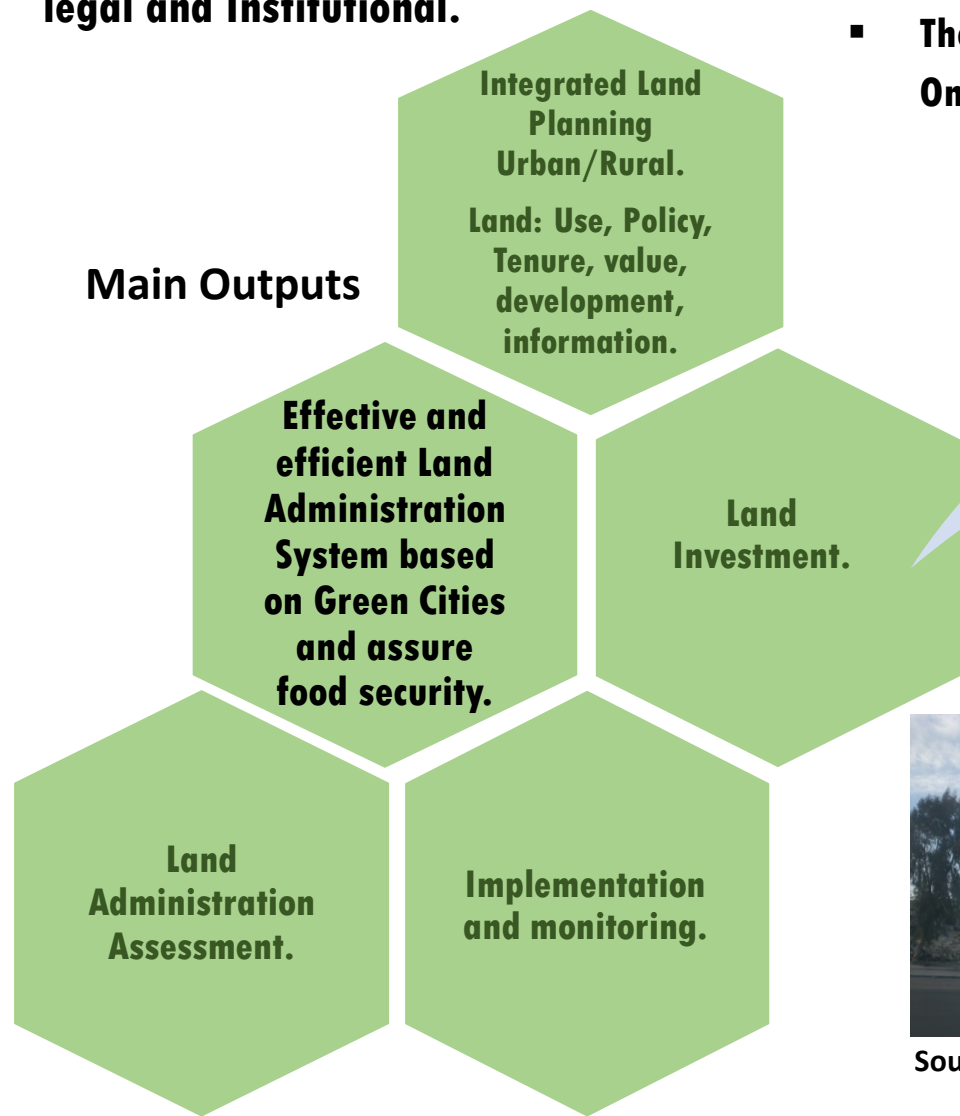 legal and Institutional.
Main Outputs
Integrated Land
Planning
Urban/Rural.
Land: Use, Policy,
Tenure, value,
development,
information.
Effective and
efficient Land
Administration
System based
on Green Cities
and assure
food security.
Land
Investment.
Land
Administration
Assessment.
Implementation
and monitoring.